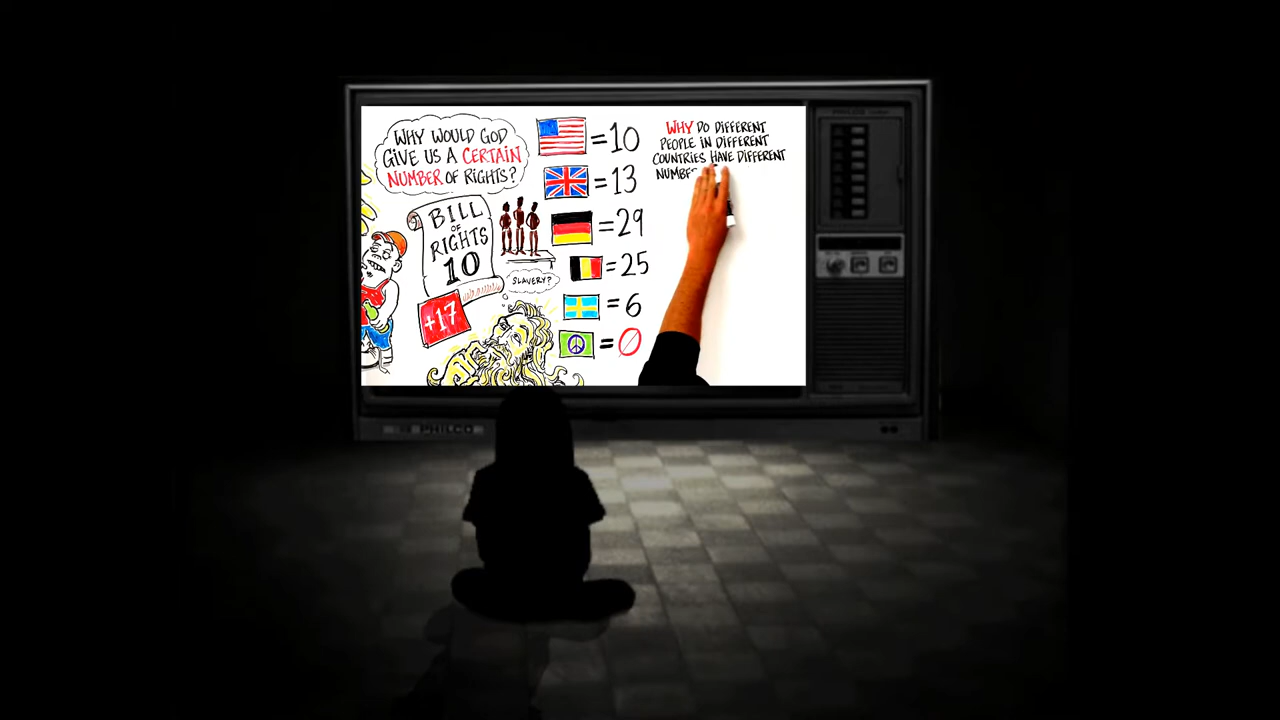 WHY WOULD GOD
GIVE US A CERTAIN
NUMBER OF RIGHTS?
BILL
OF
RIGHTS
10
+17
SLAVERY?
=10
=13
=29
=25
=6
=0
WHY DO DIFFERENT
PEOPLE IN DIFFERENT
COUNTRIES HAVE DIFFERENT
PHILCO
PHILCO